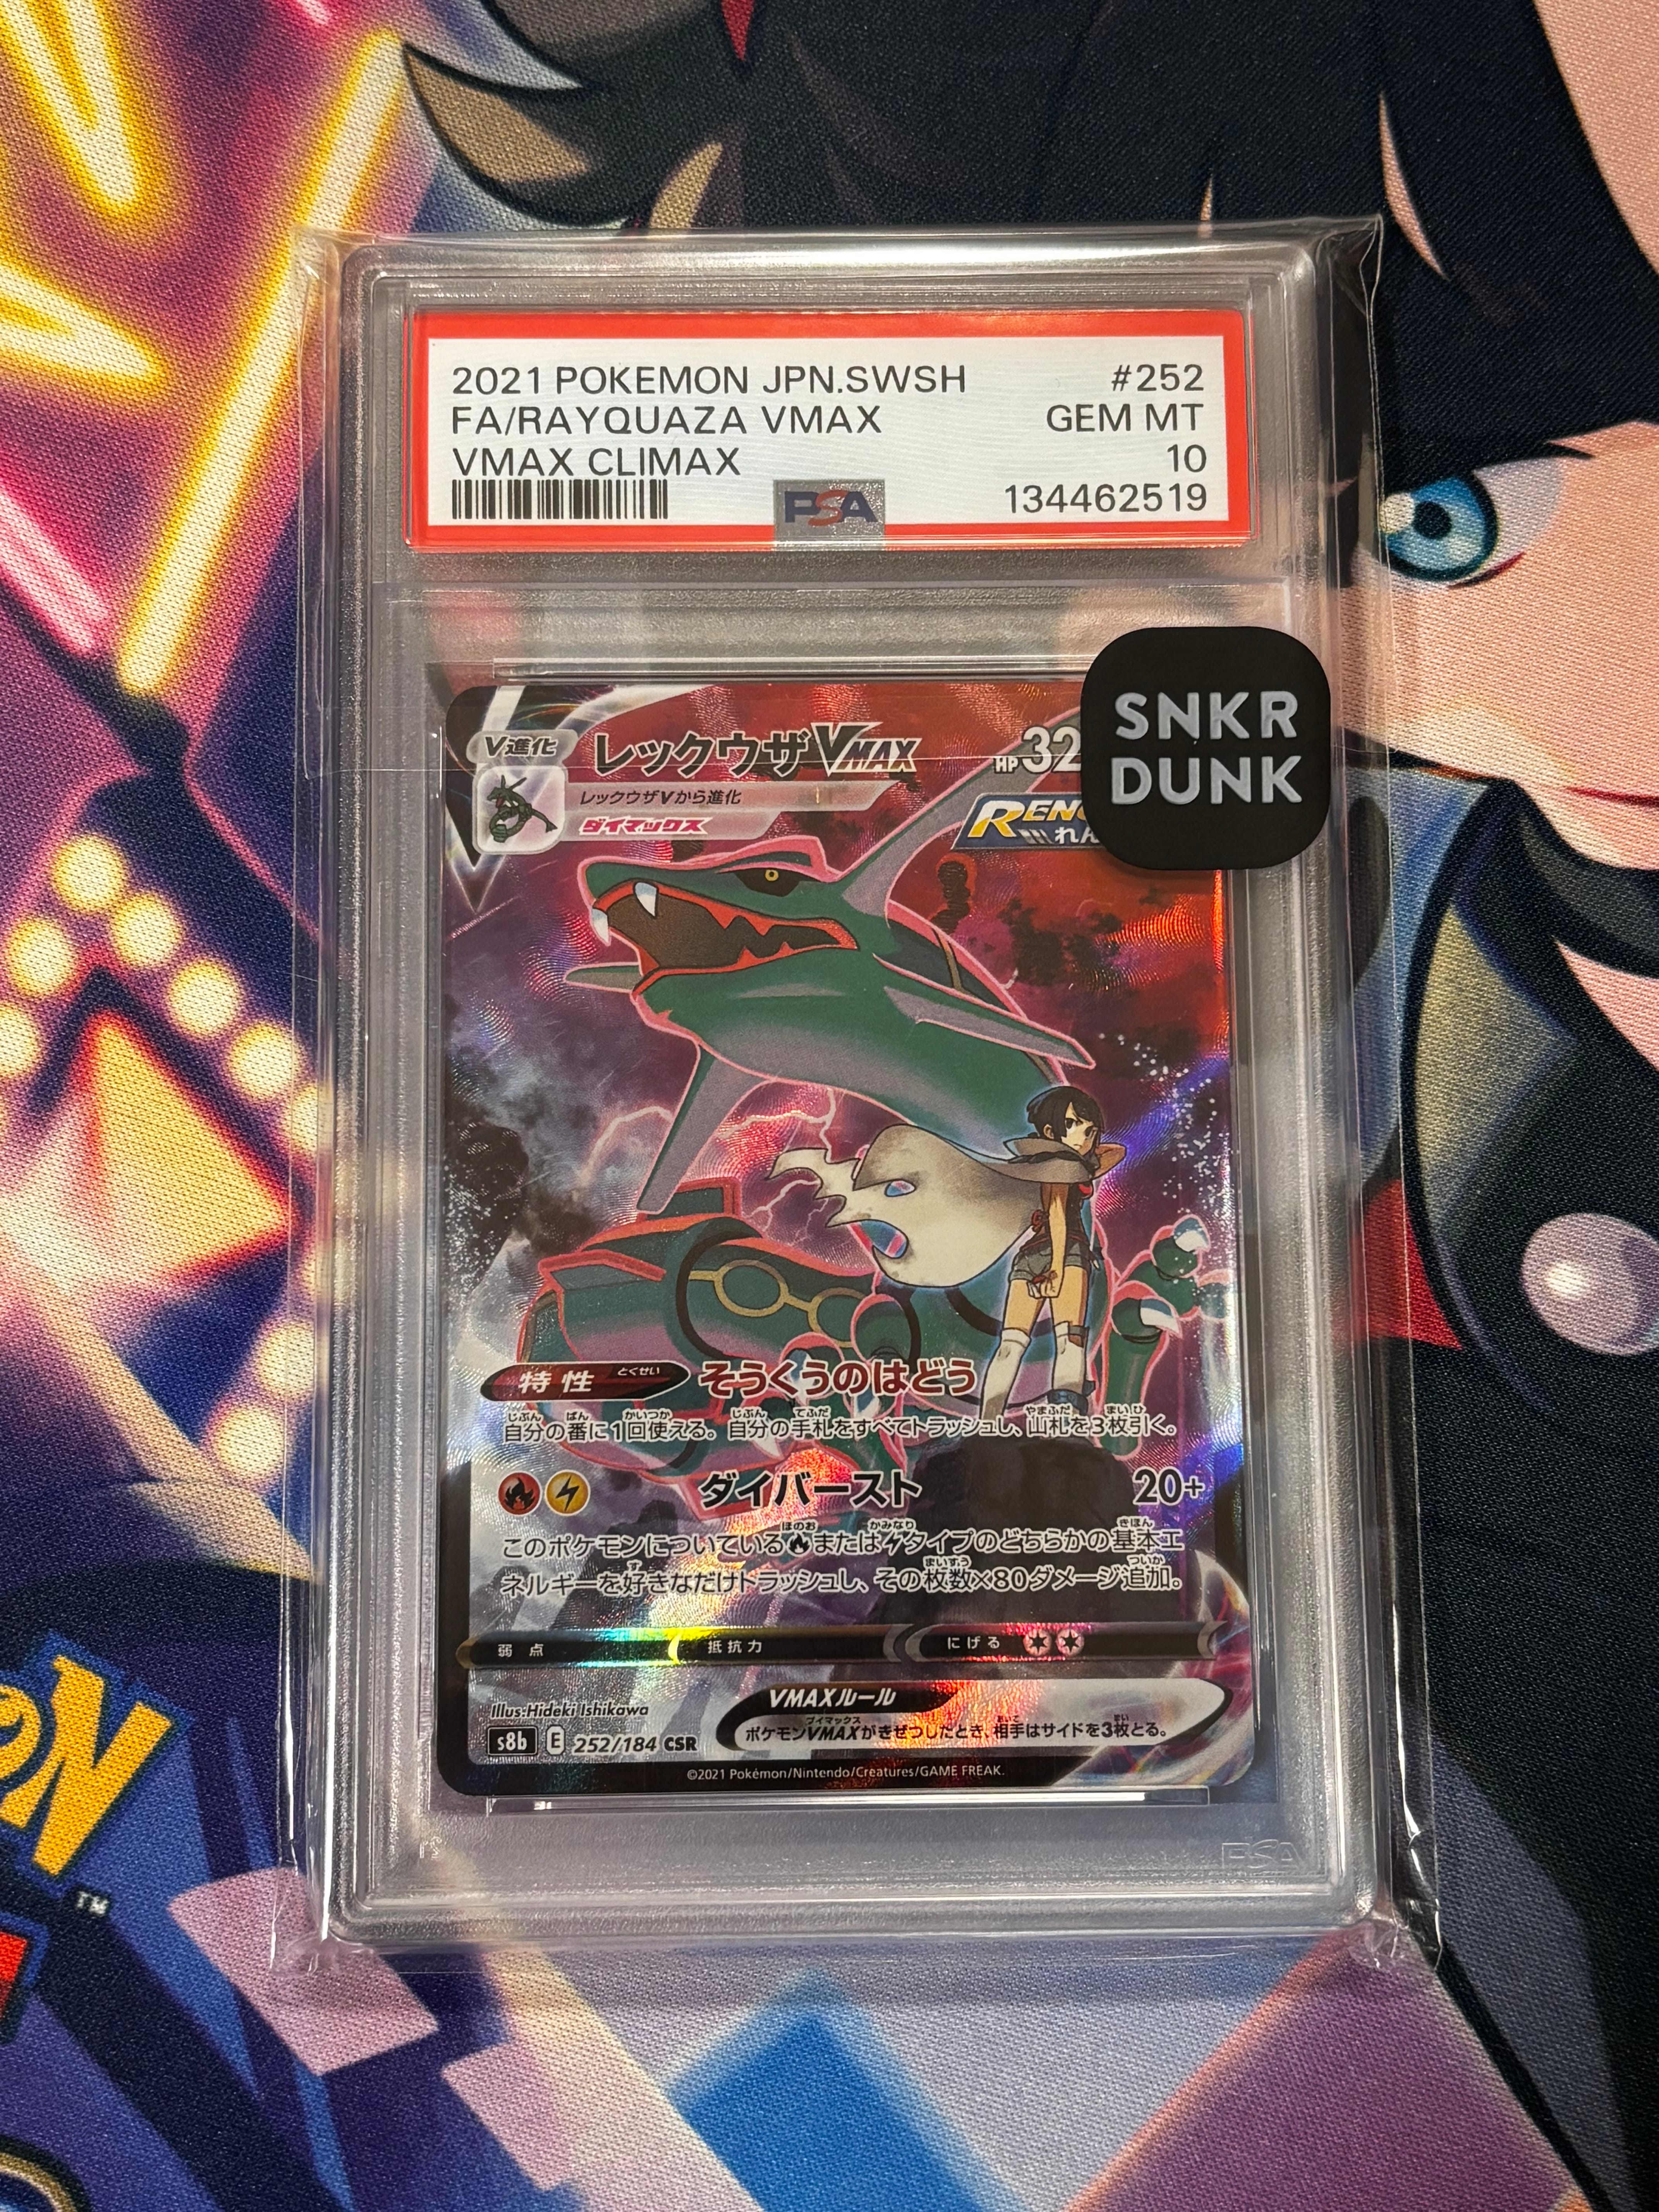 2021 POKEMON JPN.SWSH #252
FA/RAYQUAZA VMAX GEM MT
VMAX CLIMAX 10
PSA 134462519
SNKR
DUNK
V進化 レックウザVMAX HP32
レックウザVから進化
ダイマックス
れん
特性 とくせい そうくうのはどう
自分の番に1回使える。自分の手札をすべてトラッシュし、山札を3枚引く。
ダイバースト 20+
このポケモンについているまたはタイプのどちらかの基本エ
ネルギーを好きなだけトラッシュし、その枚数×80ダメージ追加。
弱点 抵抗力 にげる
Illus:Hideki Ishikawa
VMAXルール
ポケモンVMAXがきぜつしたとき、相手はサイドを3枚とる。
s8b E 252/184 CSR
©2021 Pokémon/Nintendo/Creatures/GAME FREAK.
PSA
ON
TM